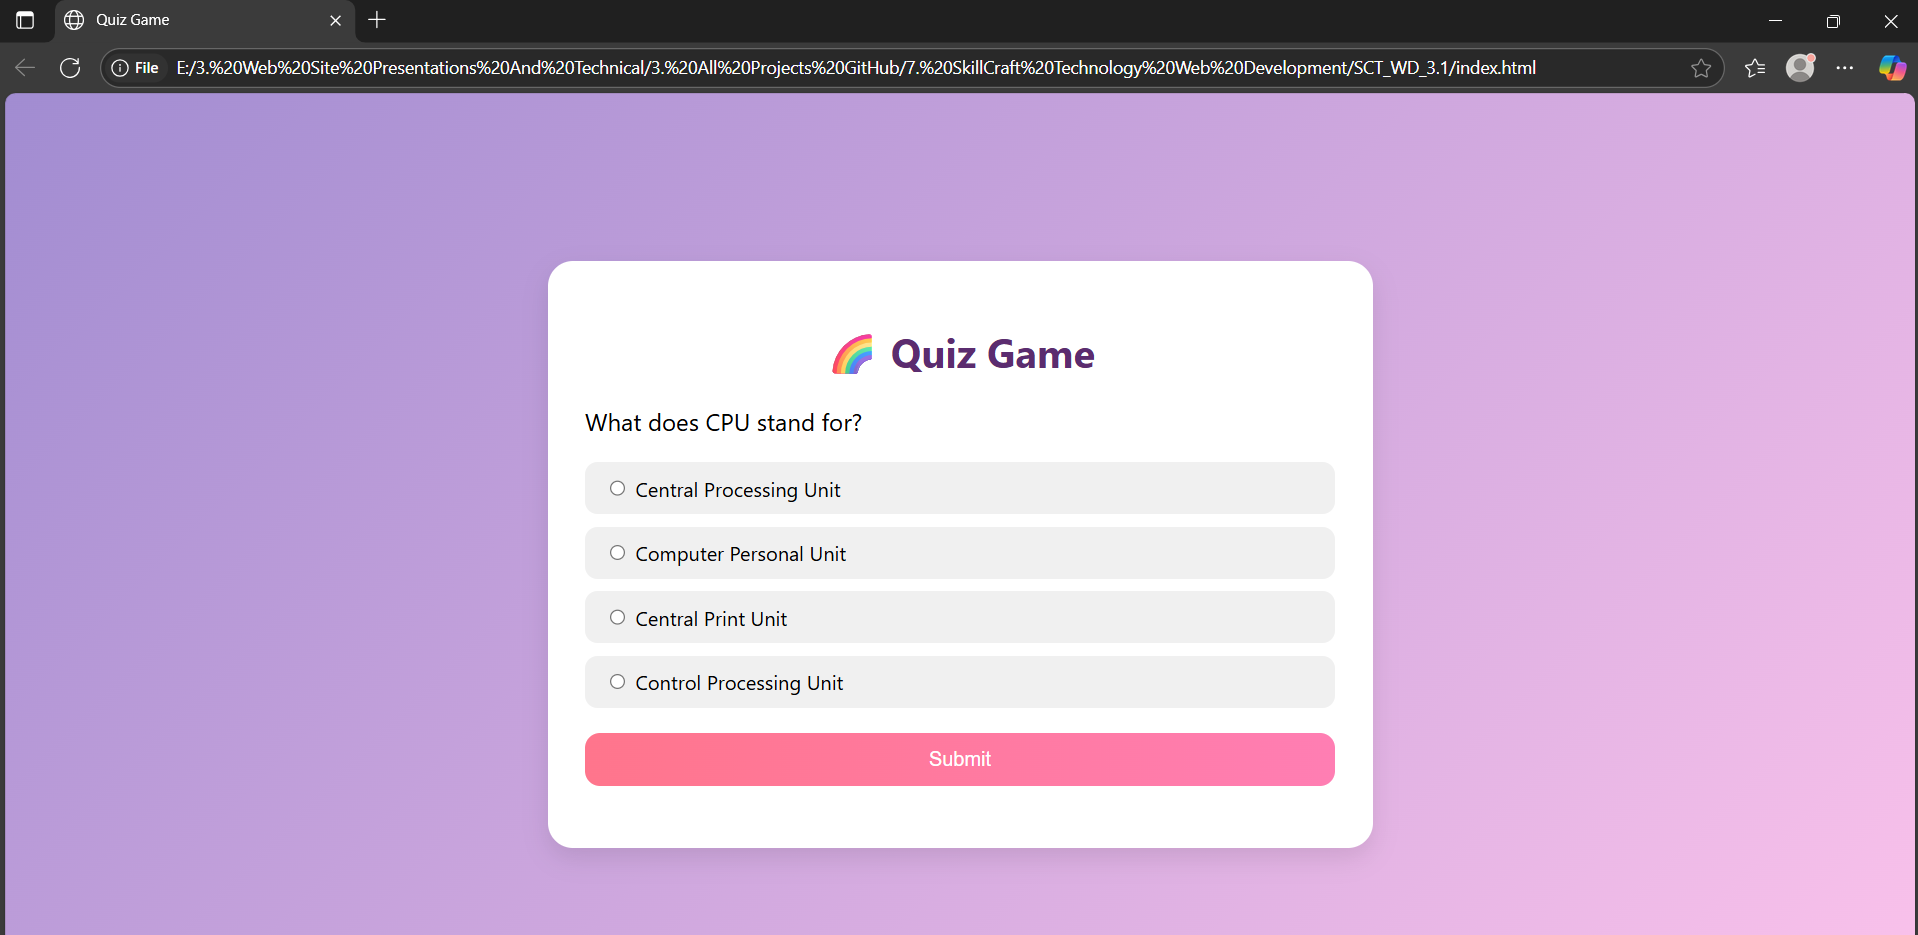 Quiz Game
File E:/3.%20Web%20Site%20Presentations%20And%20Technical/3.%20All%20Projects%20GitHub/7.%20SkillCraft%20Technology%20Web%20Development/SCT_WD_3.1/index.html
🌈 Quiz Game
What does CPU stand for?
Central Processing Unit
Computer Personal Unit
Central Print Unit
Control Processing Unit
Submit